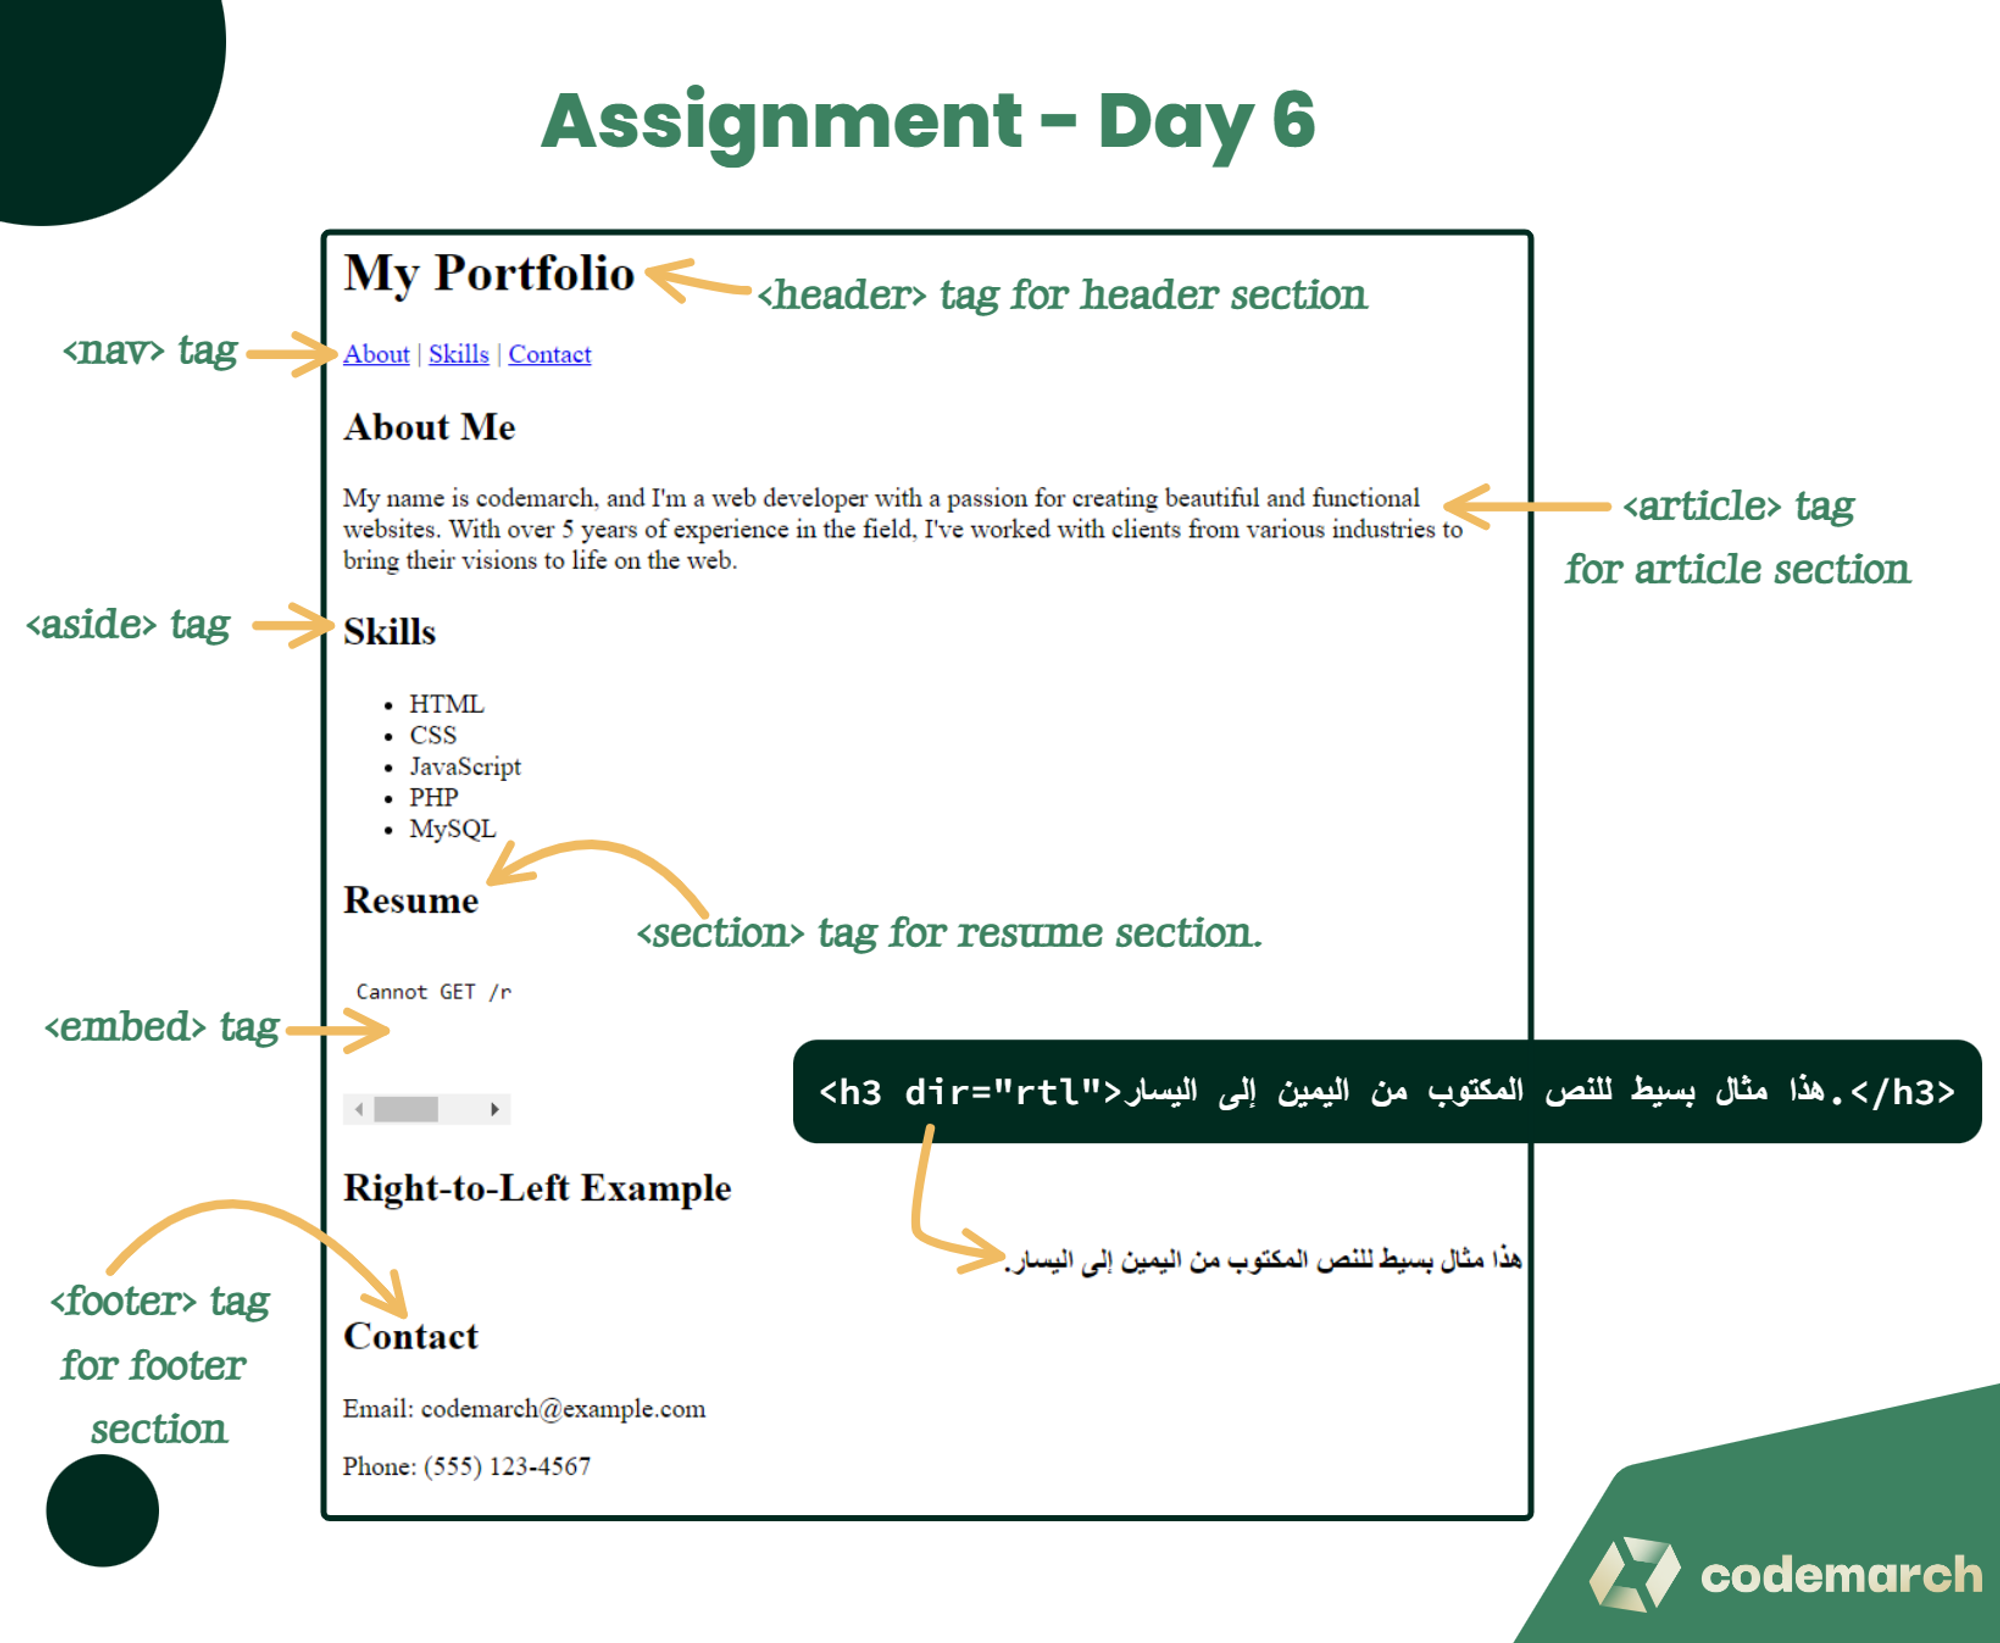 Assignment - Day 6
My Portfolio
<header> tag for header section
<nav> tag
About | Skills | Contact
About Me
My name is codemarch, and I'm a web developer with a passion for creating beautiful and functional
websites. With over 5 years of experience in the field, I've worked with clients from various industries to
bring their visions to life on the web.
<article> tag
for article section
<aside> tag
Skills
• HTML
• CSS
• JavaScript
• PHP
• MySQL
Resume
<section> tag for resume section.
Cannot GET /r
<embed> tag
<h3 dir="rtl">هذا مثال بسيط للنص المكتوب من اليمين إلى اليسار.</h3>
Right-to-Left Example
هذا مثال بسيط للنص المكتوب من اليمين إلى اليسار.
<footer> tag
for footer
section
Contact
Email: codemarch@example.com
Phone: (555) 123-4567
codemarch